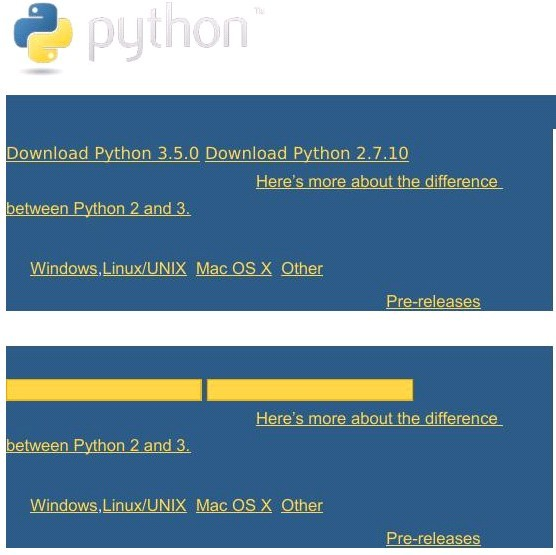 python TM
Download Python 3.5.0 Download Python 2.7.10
Here's more about the difference
between Python 2 and 3.
Windows,Linux/UNIX Mac OS X Other
Pre-releases
Here's more about the difference
between Python 2 and 3.
Windows,Linux/UNIX Mac OS X Other
Pre-releases